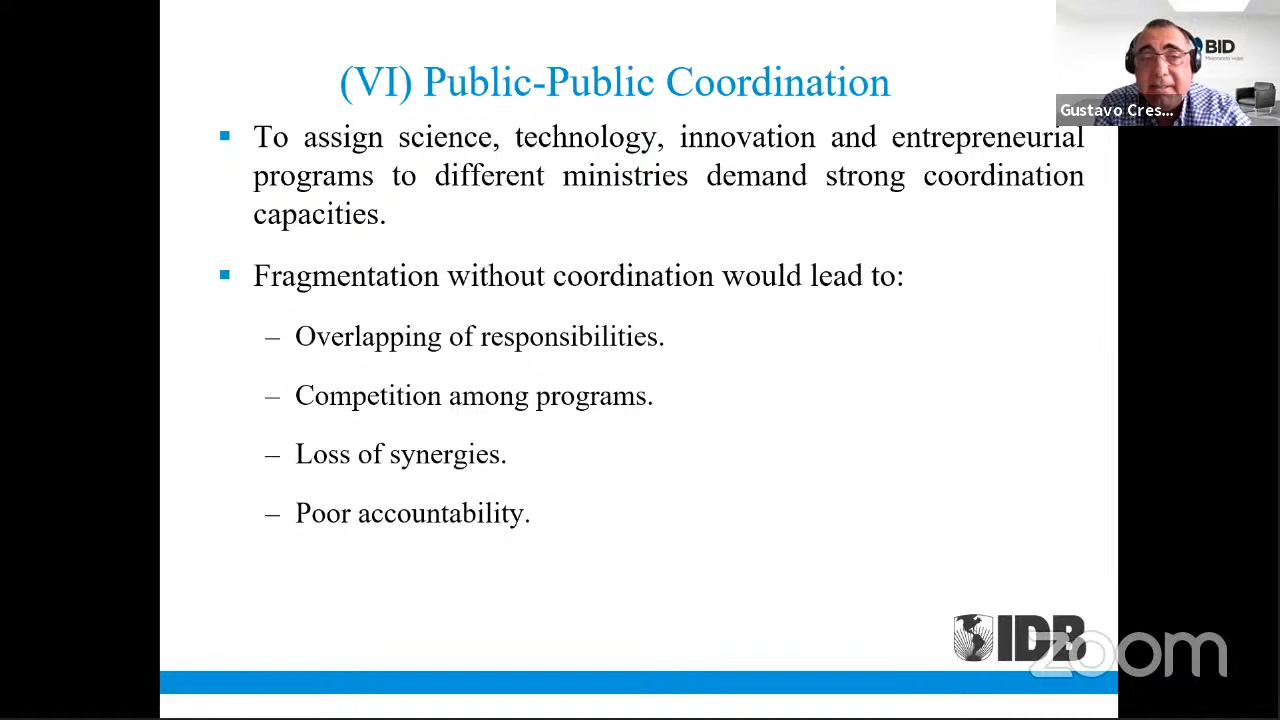 (VI) Public-Public Coordination
BID
Gustavo Cres...
To assign science, technology, innovation and entrepreneurial
programs to different ministries demand strong coordination
capacities.
Fragmentation without coordination would lead to:
– Overlapping of responsibilities.
– Competition among programs.
– Loss of synergies.
– Poor accountability.
IDB
zoom